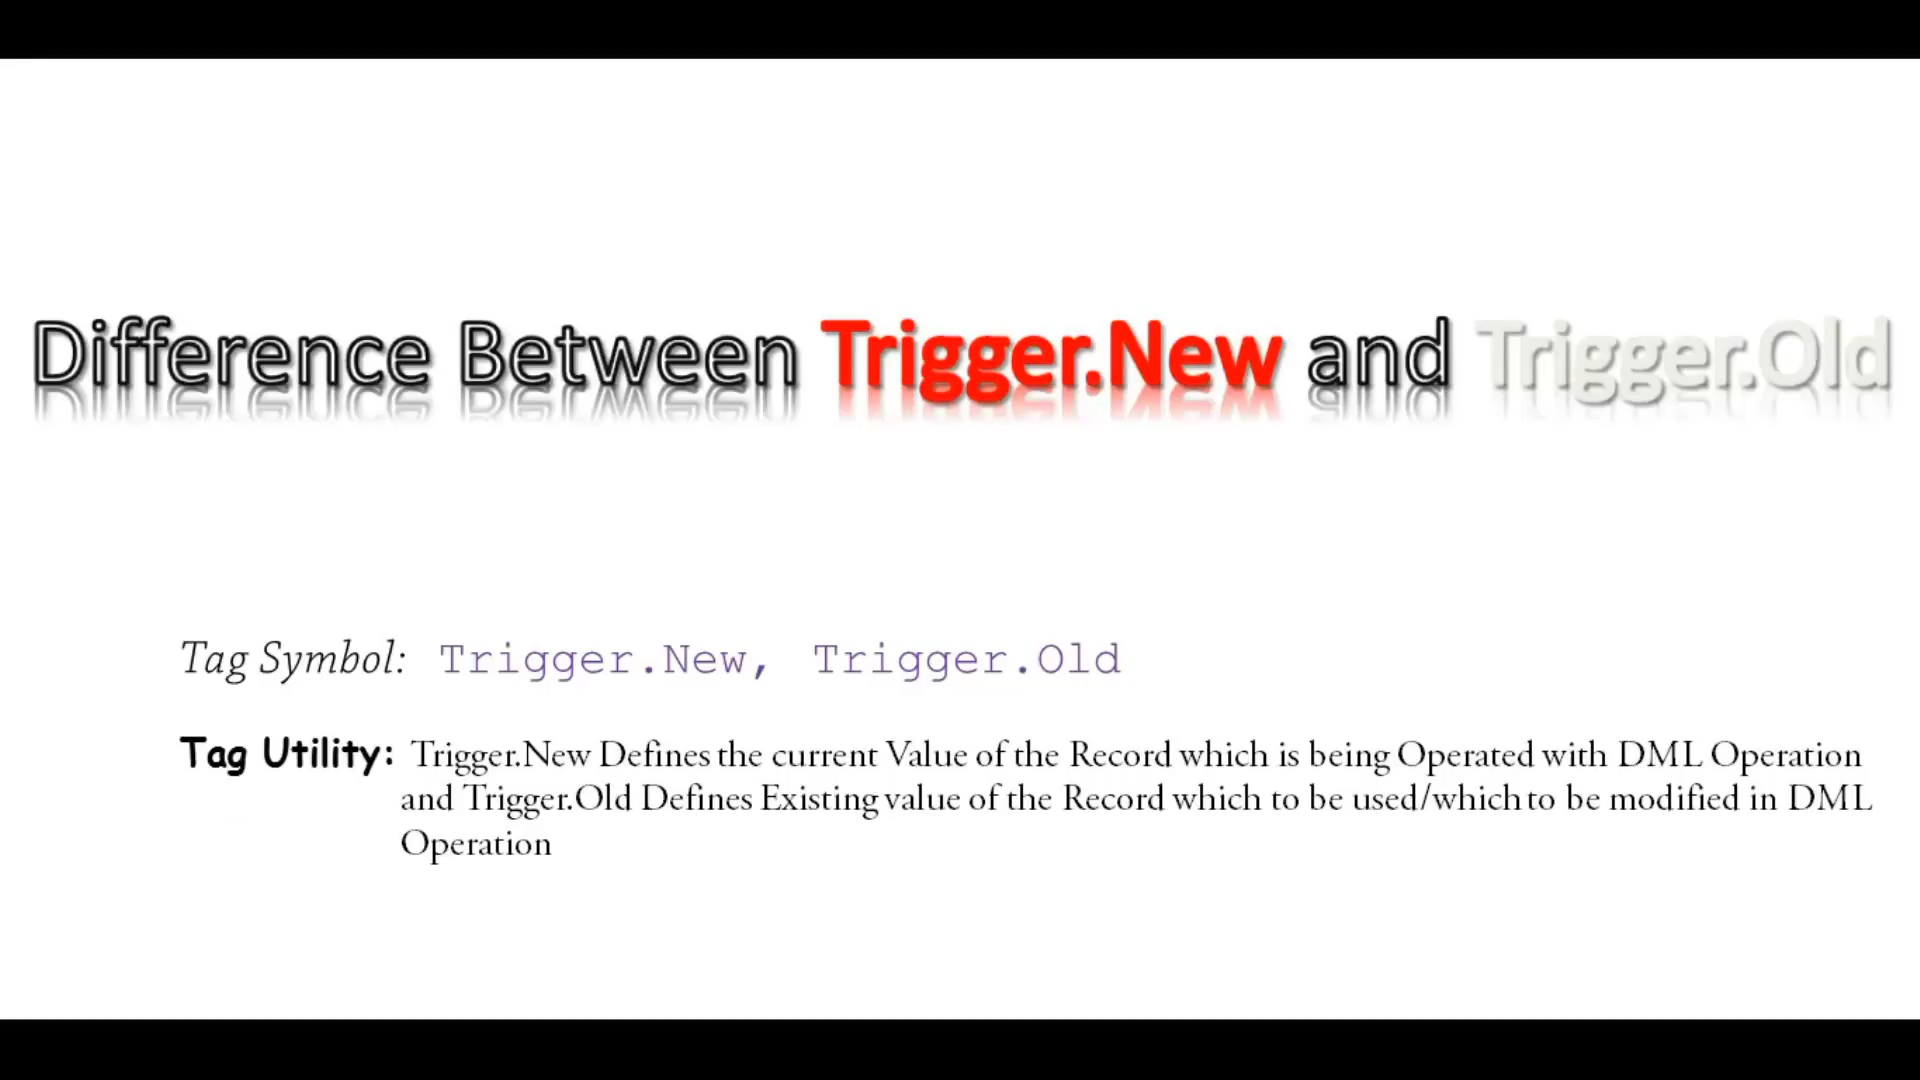 Difference Between Trigger.New and Trigger.Old
Tag Symbol: Trigger.New, Trigger.Old
Tag Utility: Trigger.New Defines the current Value of the Record which is being Operated with DML Operation
and Trigger.Old Defines Existing value of the Record which to be used/which to be modified in DML
Operation